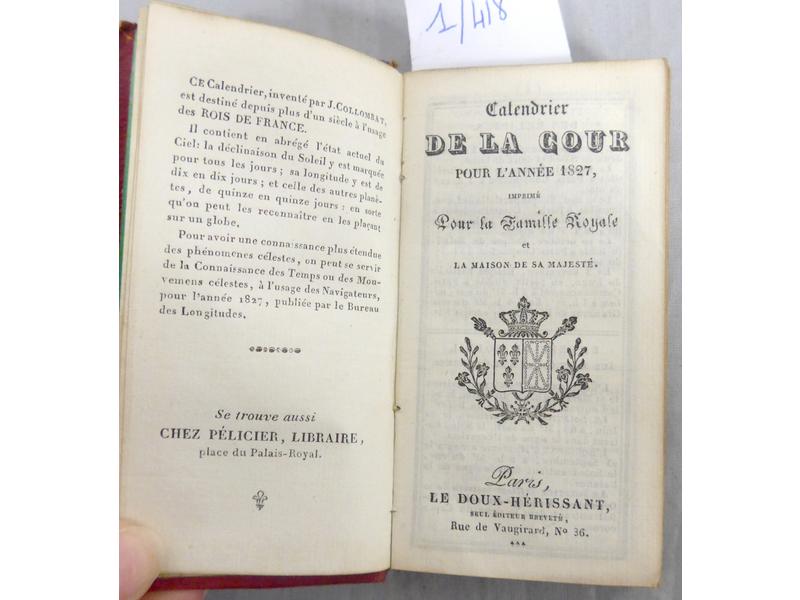 1/418
CE Calendrier, inventé par J. COLLOMBAT,
est destiné depuis plus d'un siècle à l'usage
des ROIS DE FRANCE.
Il contient en abrégé l'état actuel du
Ciel: la déclinaison du Soleil y est marquée
pour tous les jours; sa longitude y est de
dix en dix jours; et celle des autres planè-
tes, de quinze en quinze jours: en sorte
qu'on peut les reconnaître en les plaçant
sur un globe.
Pour avoir une connaissance plus étendue
des phénomènes célestes, on peut se servir
de la Connaissance des Temps ou des Mou-
vemens célestes, à l'usage des Navigateurs,
pour l'année 1827, publiée par le Bureau
des Longitudes.
Se trouve aussi
CHEZ PÉLICIER, LIBRAIRE,
place du Palais-Royal.
Calendrier
DE LA COUR
POUR L'ANNÉE 1827,
IMPRIMÉ
Pour la Famille Royale
et
LA MAISON DE SA MAJESTÉ.
Paris,
LE DOUX-HÉRISSANT,
SEUL ÉDITEUR BREVETÉ,
Rue de Vaugirard, No 36.